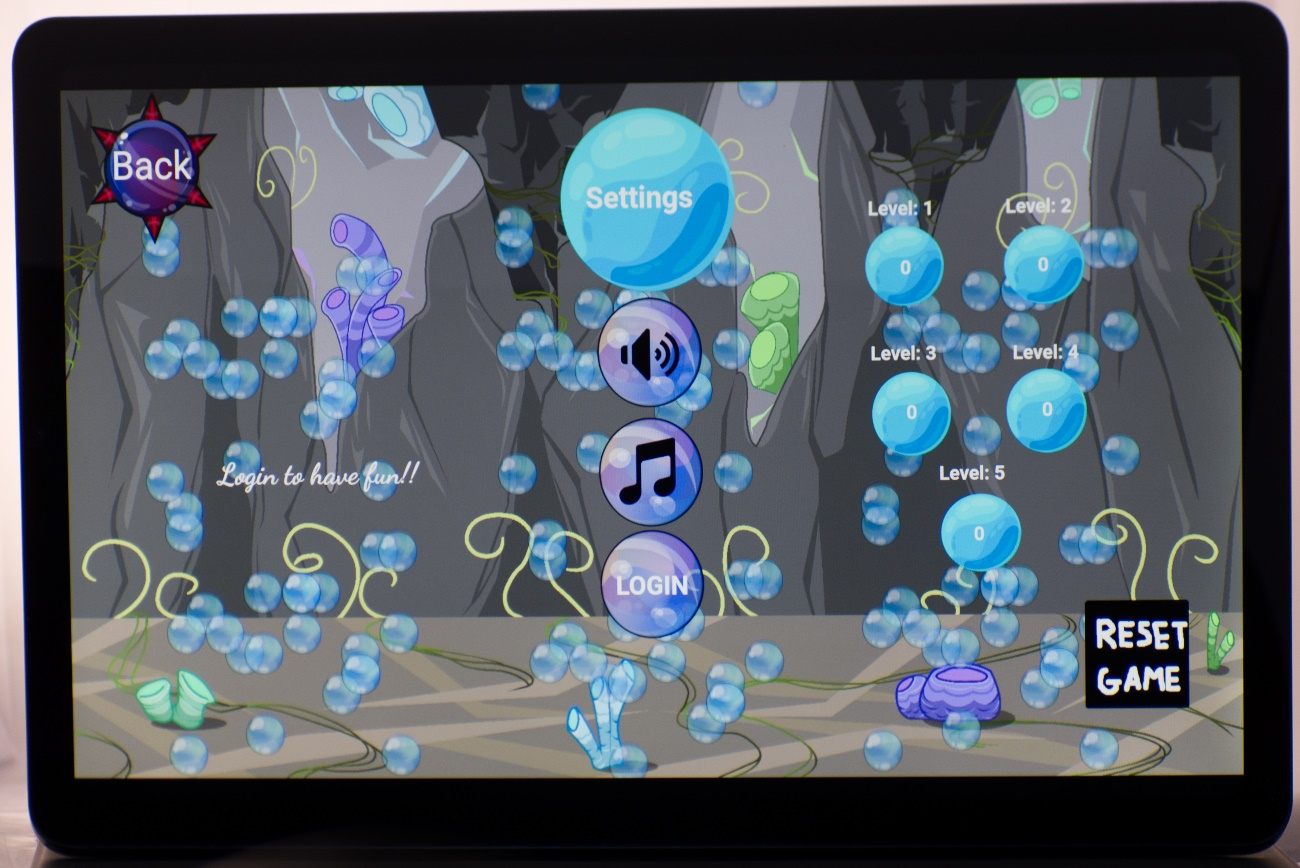 Back
Settings
Level: 1
Level: 2
0
0
Level: 3
Level: 4
0
0
Login to have fun!!
Level: 5
0
LOGIN
RESET
GAME